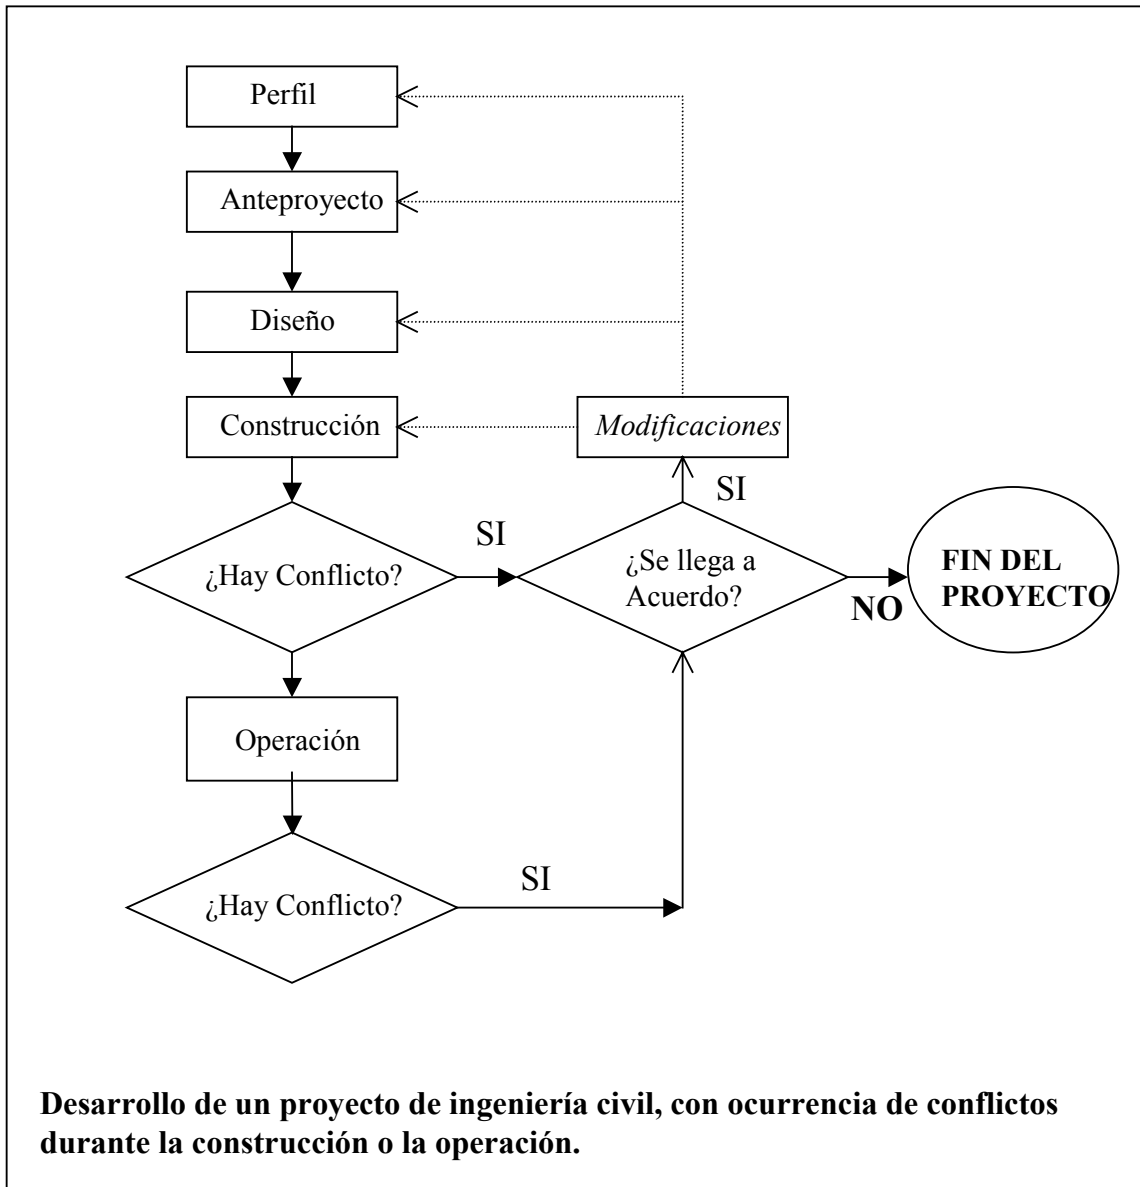 Perfil
Anteproyecto
Diseño
Construcción
Modificaciones
SI
SI
¿Hay Conflicto?
¿Se llega a
Acuerdo?
NO
FIN DEL
PROYECTO
Operación
SI
¿Hay Conflicto?
Desarrollo de un proyecto de ingeniería civil, con ocurrencia de conflictos
durante la construcción o la operación.